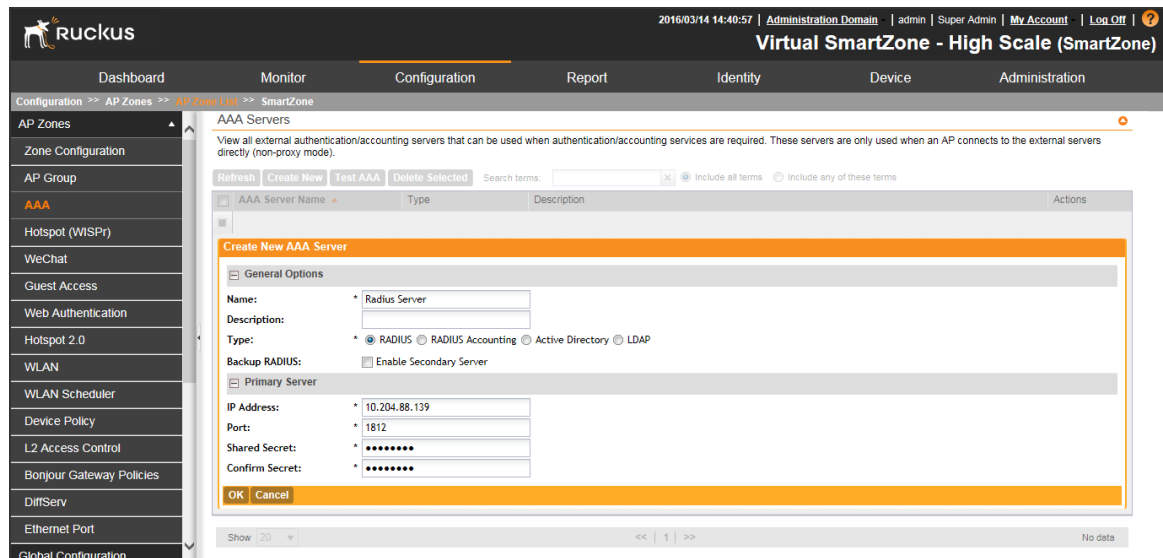 Ruckus
2016/03/14 14:40:57 | Administration Domain | admin | Super Admin | My Account | Log Off | ?
Virtual SmartZone - High Scale (SmartZone)
Dashboard Monitor Configuration Report Identity Device Administration
Configuration >> AP Zones >> AP Zone List >> SmartZone
AP Zones
Zone Configuration
AP Group
AAA
Hotspot (WISPr)
WeChat
Guest Access
Web Authentication
Hotspot 2.0
WLAN
WLAN Scheduler
Device Policy
L2 Access Control
Bonjour Gateway Policies
DiffServ
Ethernet Port
Global Configuration
AAA Servers
View all external authentication/accounting servers that can be used when authentication/accounting services are required. These servers are only used when an AP connects to the external servers
directly (non-proxy mode).
Refresh Create New Test AAA Delete Selected Search terms: Include all terms Include any of these terms
AAA Server Name Type Description Actions
Create New AAA Server
General Options
Name: * Radius Server
Description:
Type: * RADIUS RADIUS Accounting Active Directory LDAP
Backup RADIUS: Enable Secondary Server
Primary Server
IP Address: * 10.204.88.139
Port: * 1812
Shared Secret: * ••••••••
Confirm Secret: * ••••••••
OK Cancel
Show 20 << | 1 | >> No data